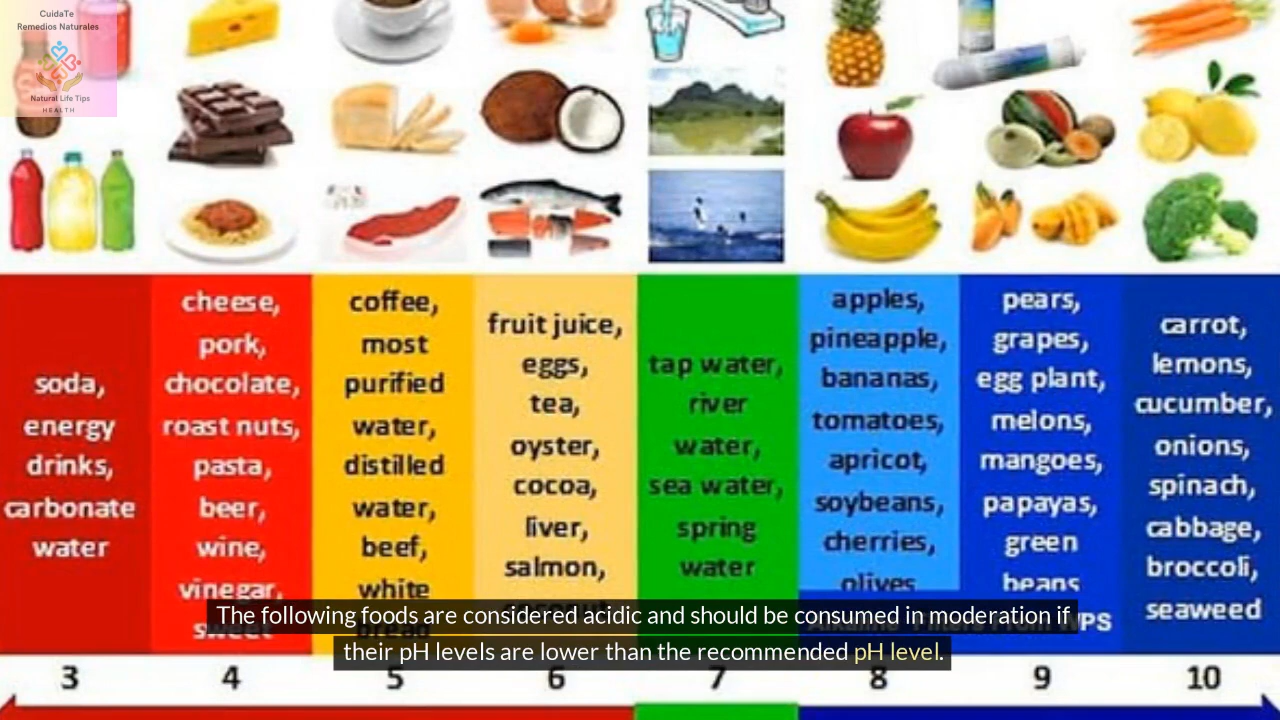 CuidaTe
Remedios Naturales
Natural Life Tips
HEALTH
soda,
energy
drinks,
carbonate
water
cheese,
pork,
chocolate,
roast nuts,
pasta,
beer,
wine,
vinegar,
sweet
coffee,
most
purified
water,
distilled
water,
beef,
white
bread
fruit juice,
eggs,
tea,
oyster,
cocoa,
liver,
salmon,
tap water,
river
water,
sea water,
spring
water
apples,
pineapple,
bananas,
tomatoes,
apricot,
soybeans,
cherries,
olives
pears,
grapes,
egg plant,
melons,
mangoes,
papayas,
green
beans
carrot,
lemons,
cucumber,
onions,
spinach,
cabbage,
broccoli,
seaweed
The following foods are considered acidic and should be consumed in moderation if
their pH levels are lower than the recommended pH level.
3 4 5 6 7 8 9 10